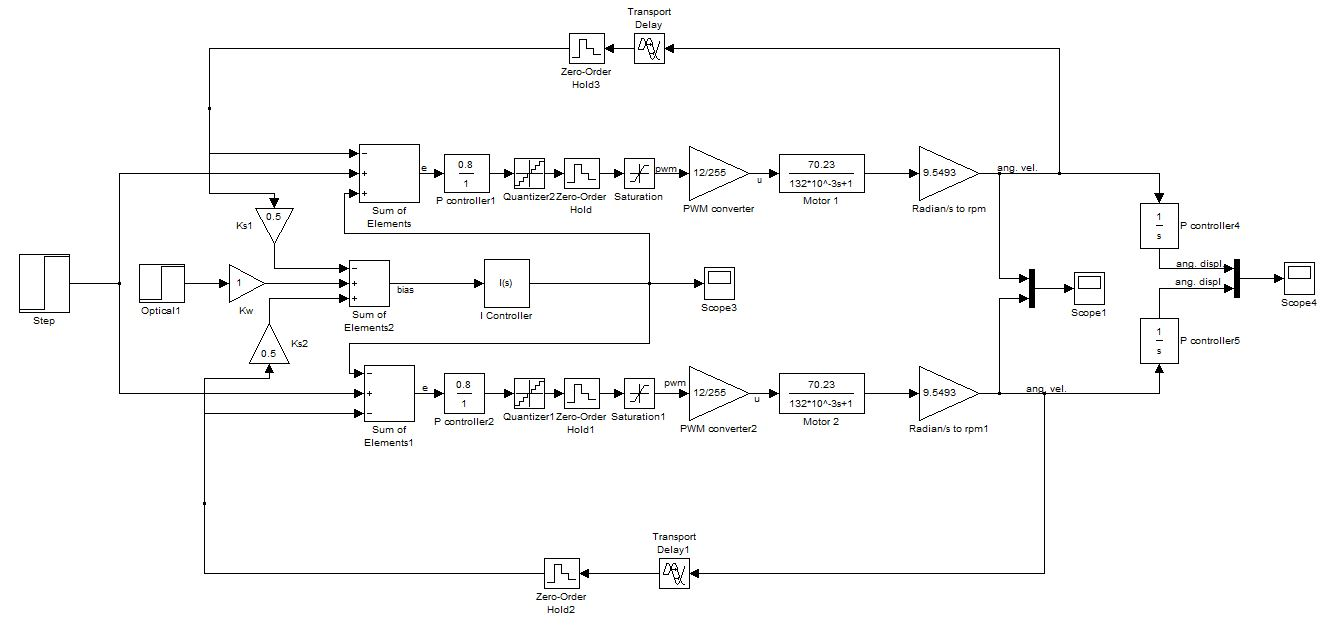 Transport
Delay
Zero-Order
Hold3
−
+
+
Sum of
Elements
e
0.8
1
P controller1
Quantizer2
Zero-Order
Hold
Saturation
pwm
12/255
PWM converter
u
70.23
132*10^-3s+1
Motor 1
9.5493
Radian/s to rpm
ang. vel.
1
s
P controller4
0.5
Ks1
Step
Optical1
1
Kw
−
+
+
Sum of
Elements2
bias
I(s)
I Controller
Scope3
Scope1
ang. displ.
ang. displ
Scope4
0.5
Ks2
1
s
P controller5
−
+
−
Sum of
Elements1
e
0.8
1
P controller2
Quantizer1
Zero-Order
Hold1
Saturation1
pwm
12/255
PWM converter2
u
70.23
132*10^-3s+1
Motor 2
9.5493
Radian/s to rpm1
ang. vel.
Transport
Delay1
Zero-Order
Hold2